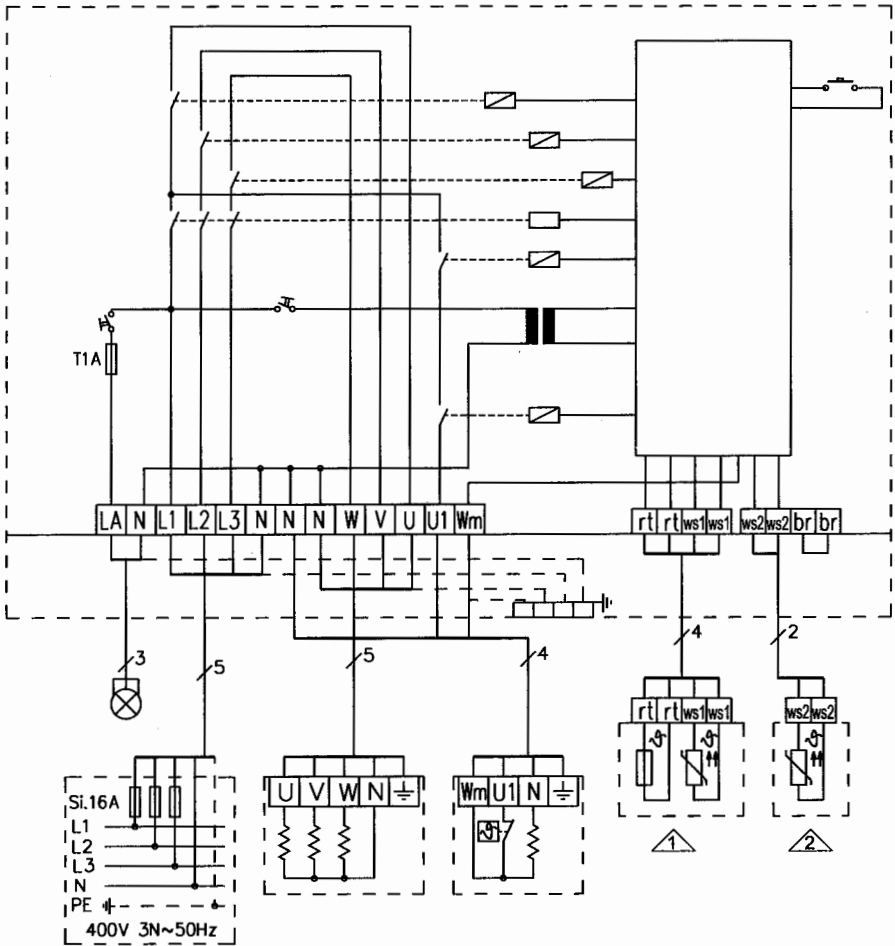 T1A
LA N L1 L2 L3 N N N W V U U1 Wm
rt rt ws1 ws1
ws2 ws2 br br
3
5
5
4
4
2
rt rt ws1 ws1
ws2 ws2
ϑ
ϑ
ϑ
1
2
U V W N
Wm U1 N
ϑ
Si.16A
L1
L2
L3
N
PE
400V 3N~50Hz